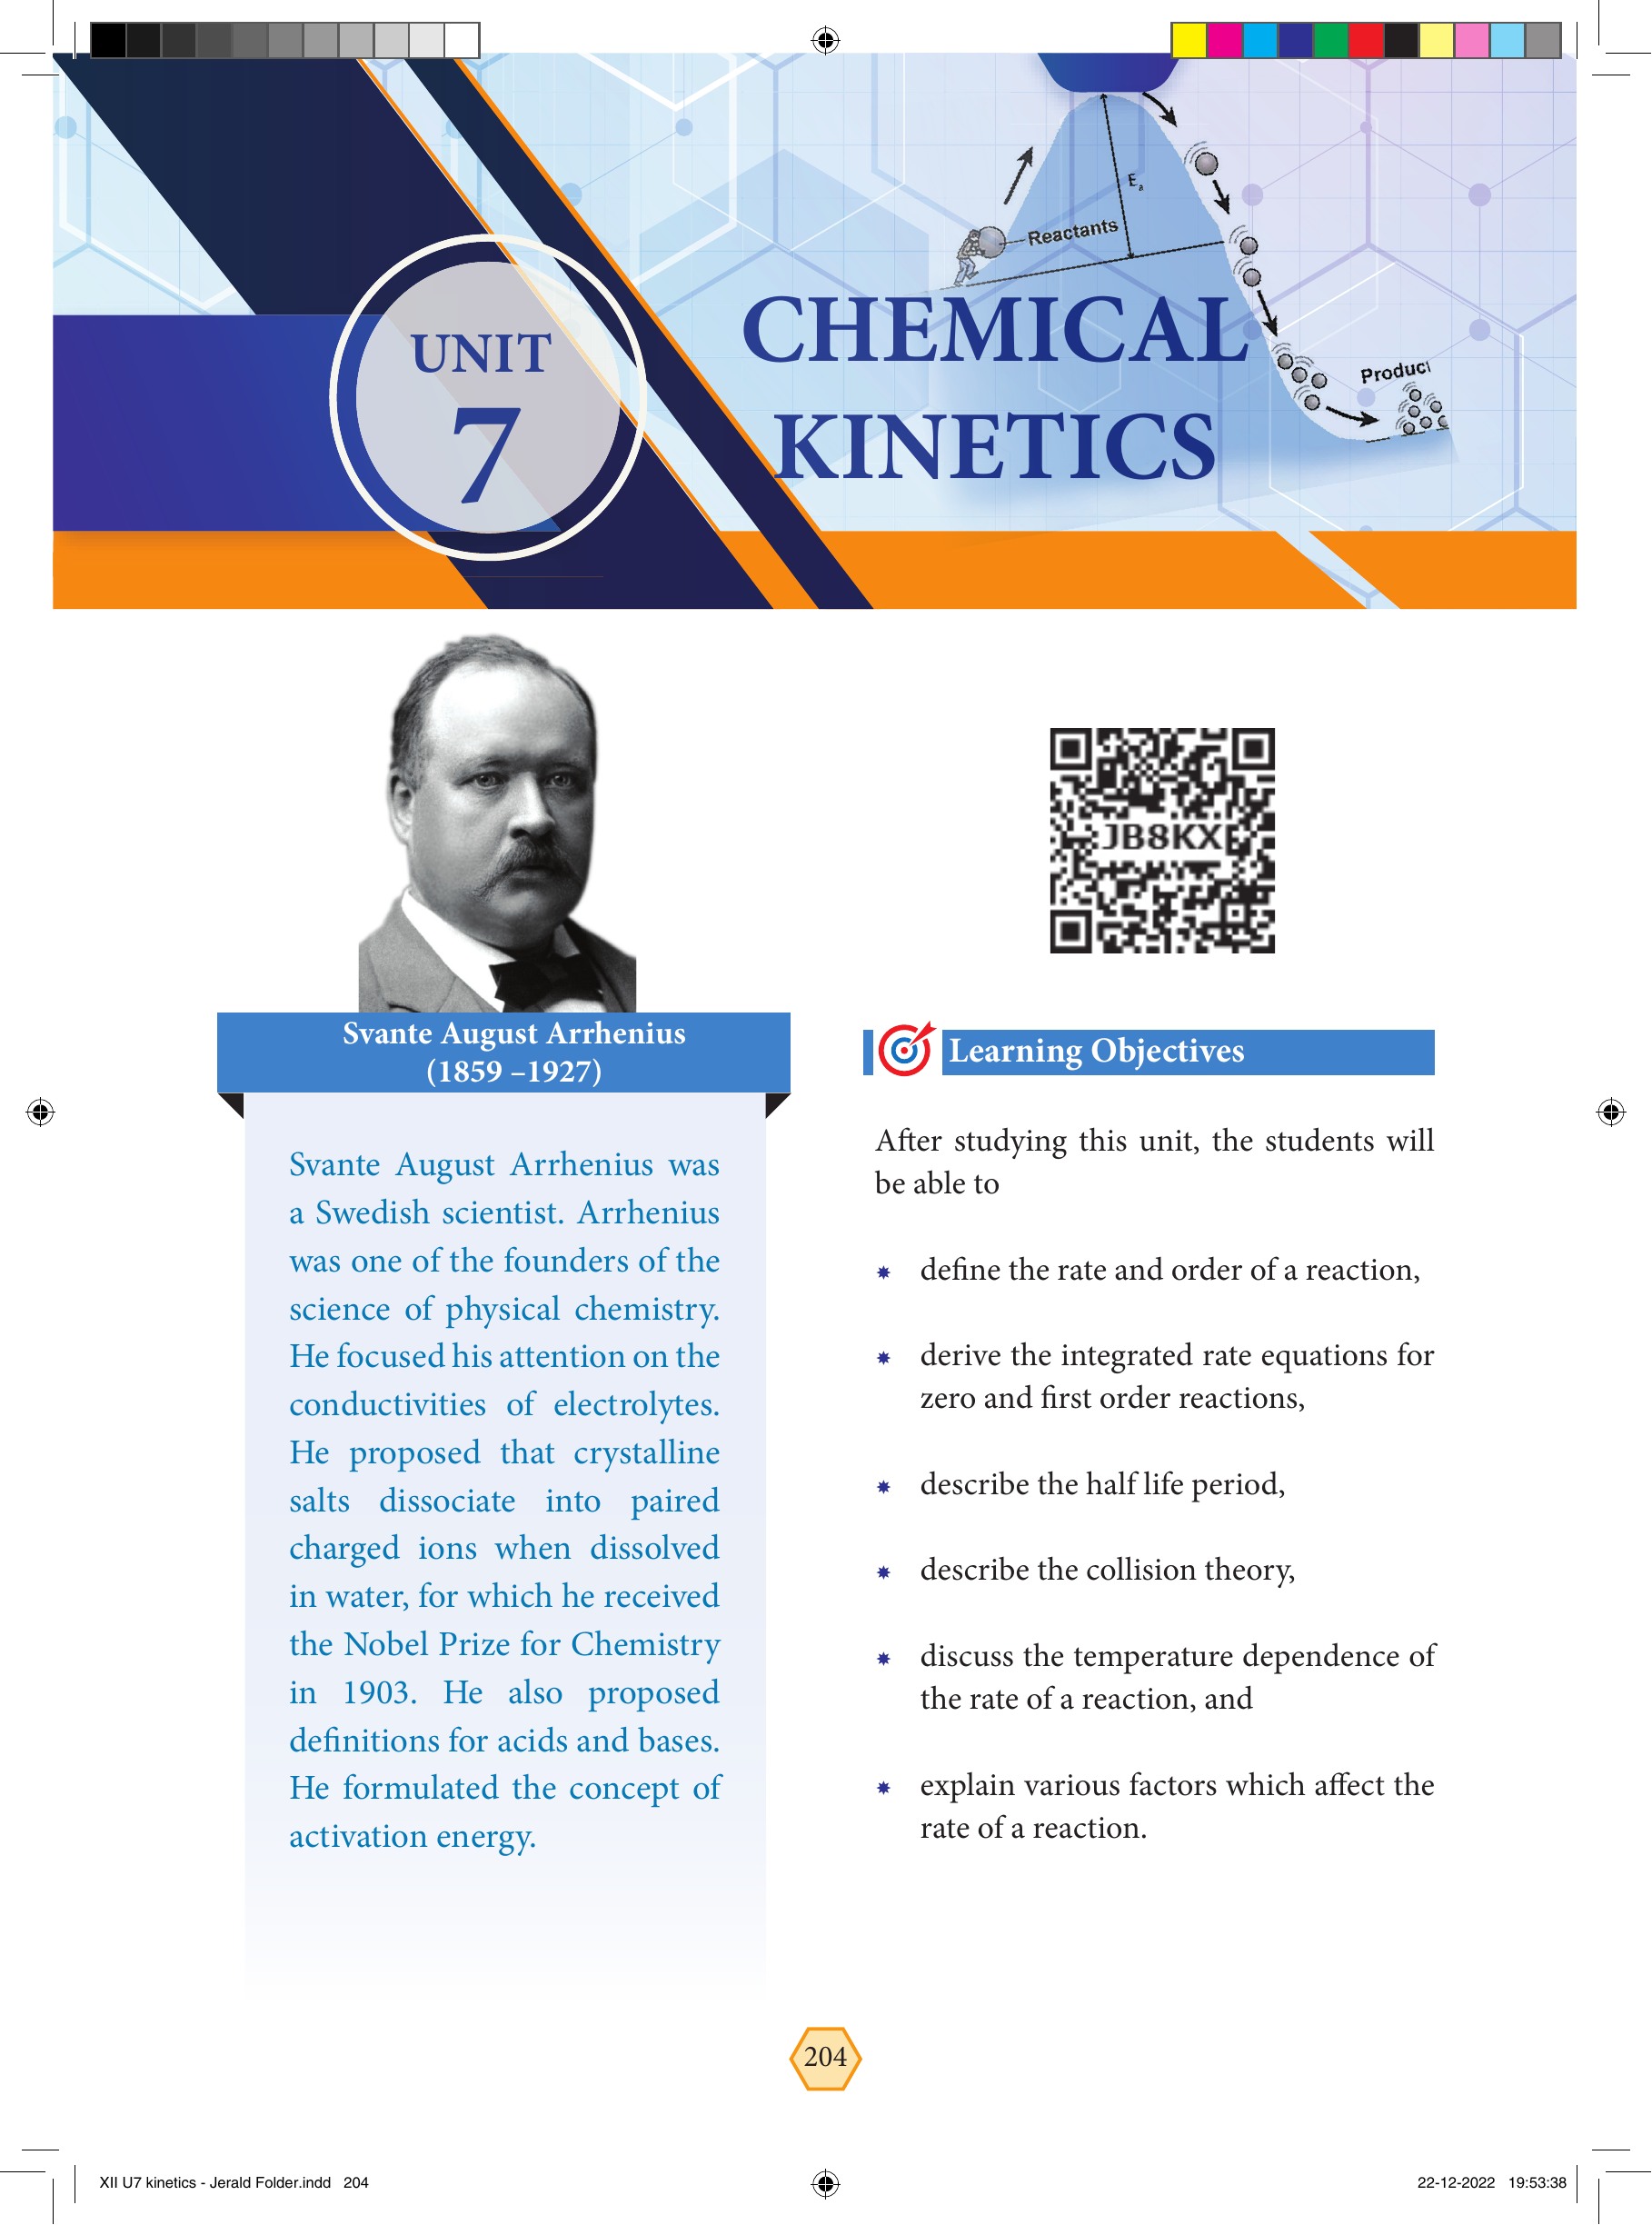 UNIT
7
CHEMICAL
KINETICS
Reactants
Ea
Product
JB8KX
Svante August Arrhenius
(1859 –1927)
Svante August Arrhenius was
a Swedish scientist. Arrhenius
was one of the founders of the
science of physical chemistry.
He focused his attention on the
conductivities of electrolytes.
He proposed that crystalline
salts dissociate into paired
charged ions when dissolved
in water, for which he received
the Nobel Prize for Chemistry
in 1903. He also proposed
definitions for acids and bases.
He formulated the concept of
activation energy.
Learning Objectives
After studying this unit, the students will
be able to
define the rate and order of a reaction,
derive the integrated rate equations for
zero and first order reactions,
describe the half life period,
describe the collision theory,
discuss the temperature dependence of
the rate of a reaction, and
explain various factors which affect the
rate of a reaction.
204
XII U7 kinetics - Jerald Folder.indd 204
22-12-2022 19:53:38